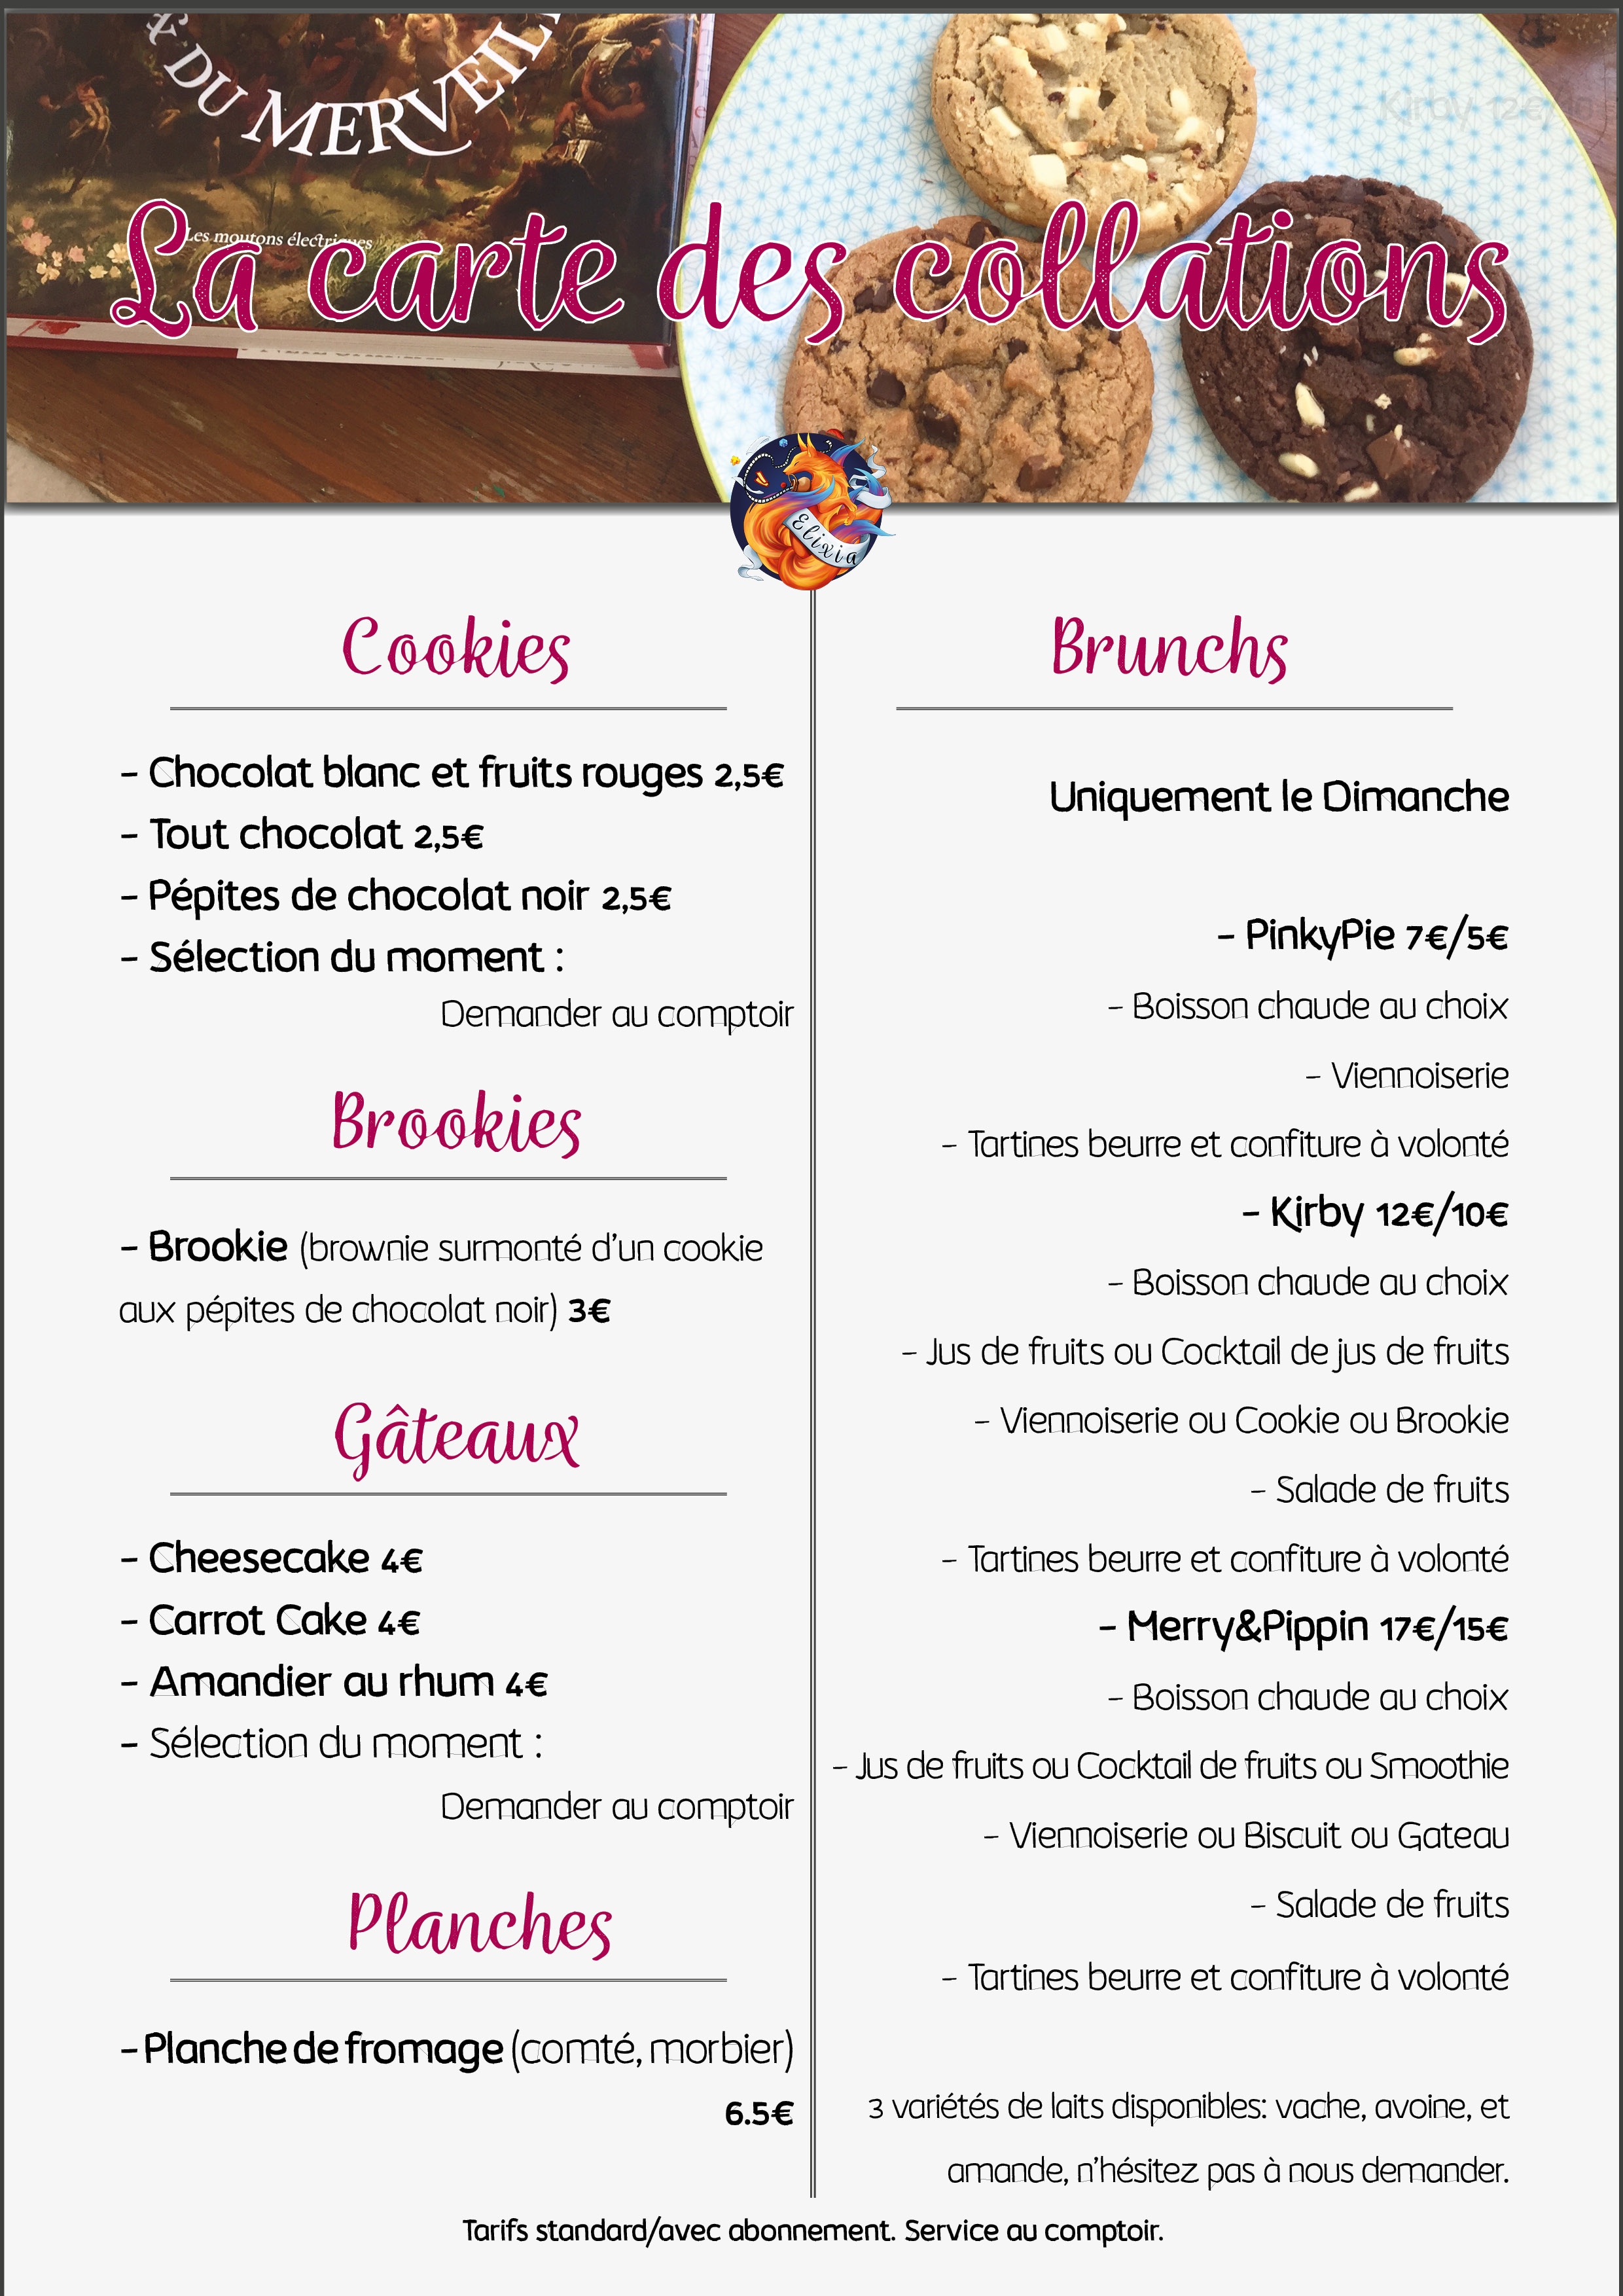 & DU MERVEIL
Les moutons électriques
La carte des collations
Kirby 12€
Elixia
Cookies
- Chocolat blanc et fruits rouges 2,5€
- Tout chocolat 2,5€
- Pépites de chocolat noir 2,5€
- Sélection du moment :
Demander au comptoir
Brookies
- Brookie (brownie surmonté d'un cookie
aux pépites de chocolat noir) 3€
Gâteaux
- Cheesecake 4€
- Carrot Cake 4€
- Amandier au rhum 4€
- Sélection du moment :
Demander au comptoir
Planches
- Planche de fromage (comté, morbier)
6.5€
Brunchs
Uniquement le Dimanche
- PinkyPie 7€/5€
- Boisson chaude au choix
- Viennoiserie
- Tartines beurre et confiture à volonté
- Kirby 12€/10€
- Boisson chaude au choix
- Jus de fruits ou Cocktail de jus de fruits
- Viennoiserie ou Cookie ou Brookie
- Salade de fruits
- Tartines beurre et confiture à volonté
- Merry&Pippin 17€/15€
- Boisson chaude au choix
- Jus de fruits ou Cocktail de fruits ou Smoothie
- Viennoiserie ou Biscuit ou Gateau
- Salade de fruits
- Tartines beurre et confiture à volonté
3 variétés de laits disponibles: vache, avoine, et
amande, n'hésitez pas à nous demander.
Tarifs standard/avec abonnement. Service au comptoir.